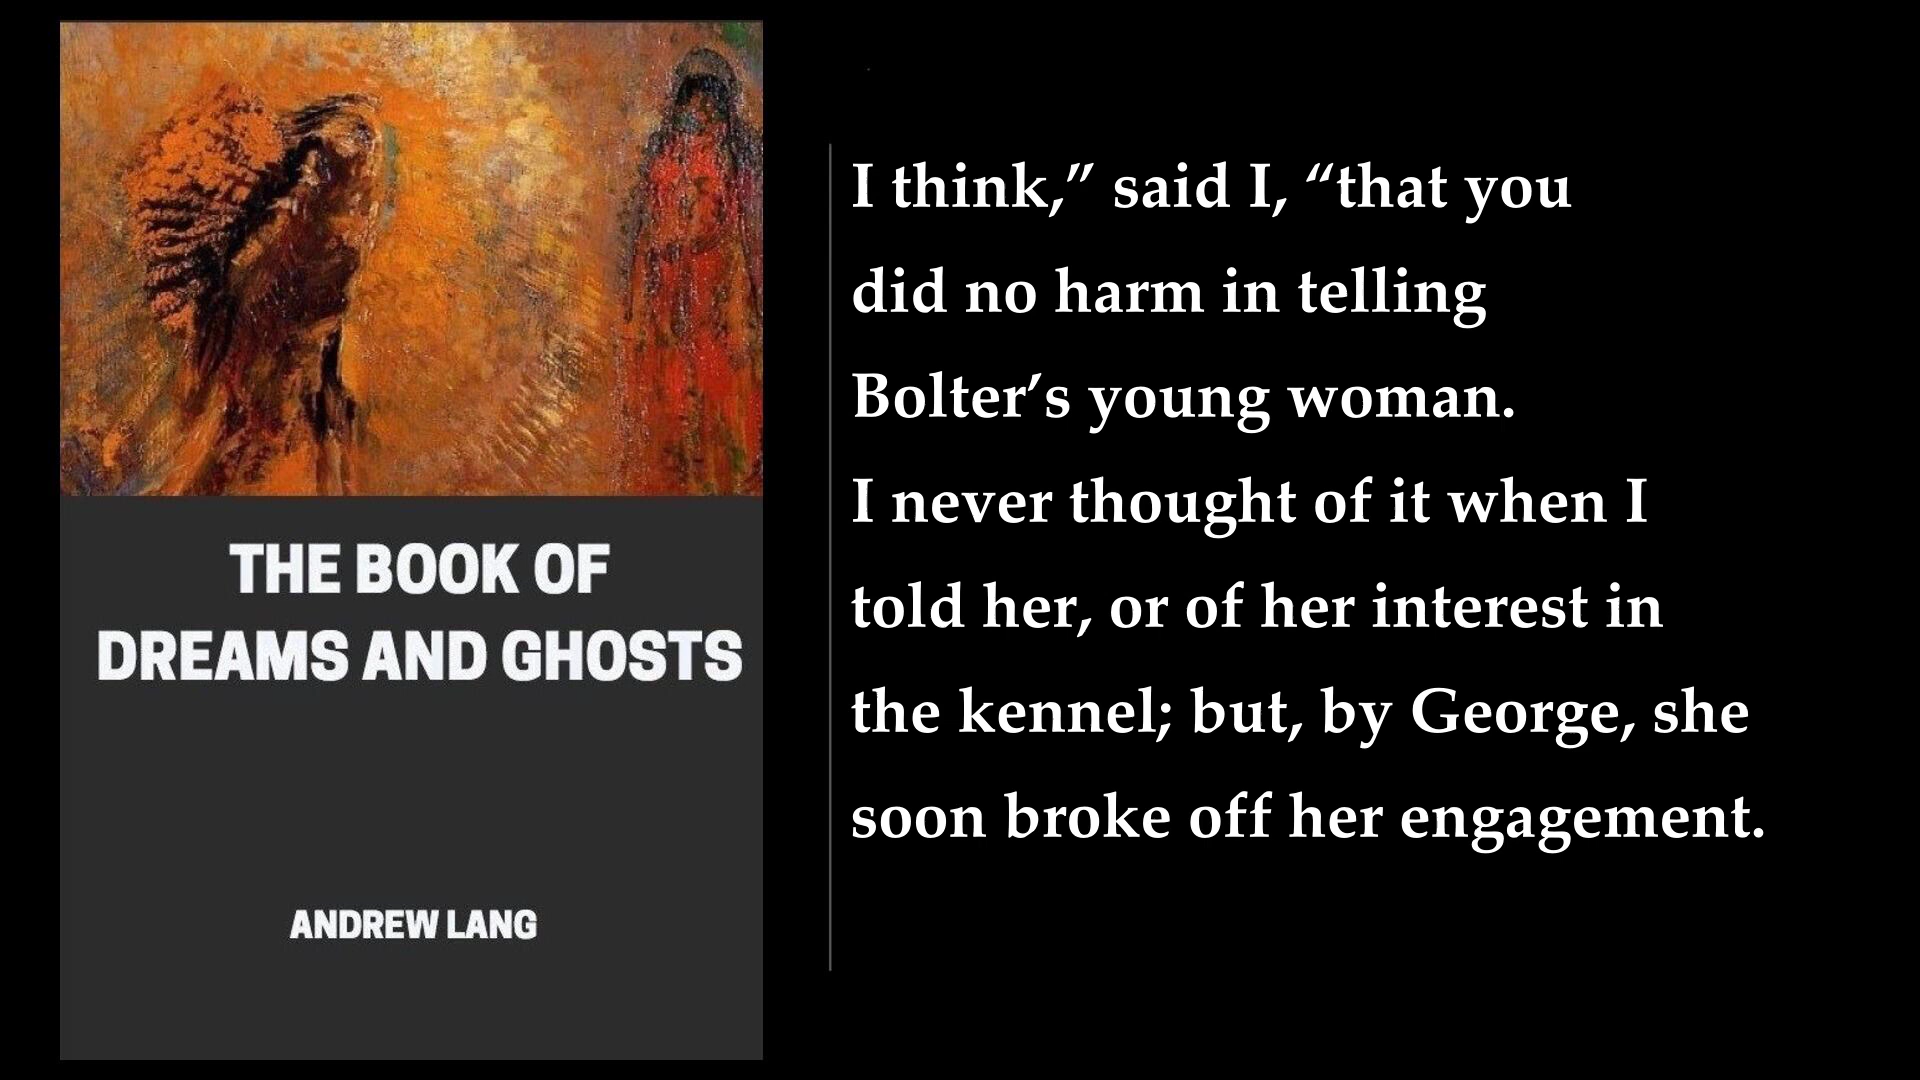 THE BOOK OF
DREAMS AND GHOSTS
ANDREW LANG
I think,” said I, “that you
did no harm in telling
Bolter’s young woman.
I never thought of it when I
told her, or of her interest in
the kennel; but, by George, she
soon broke off her engagement.